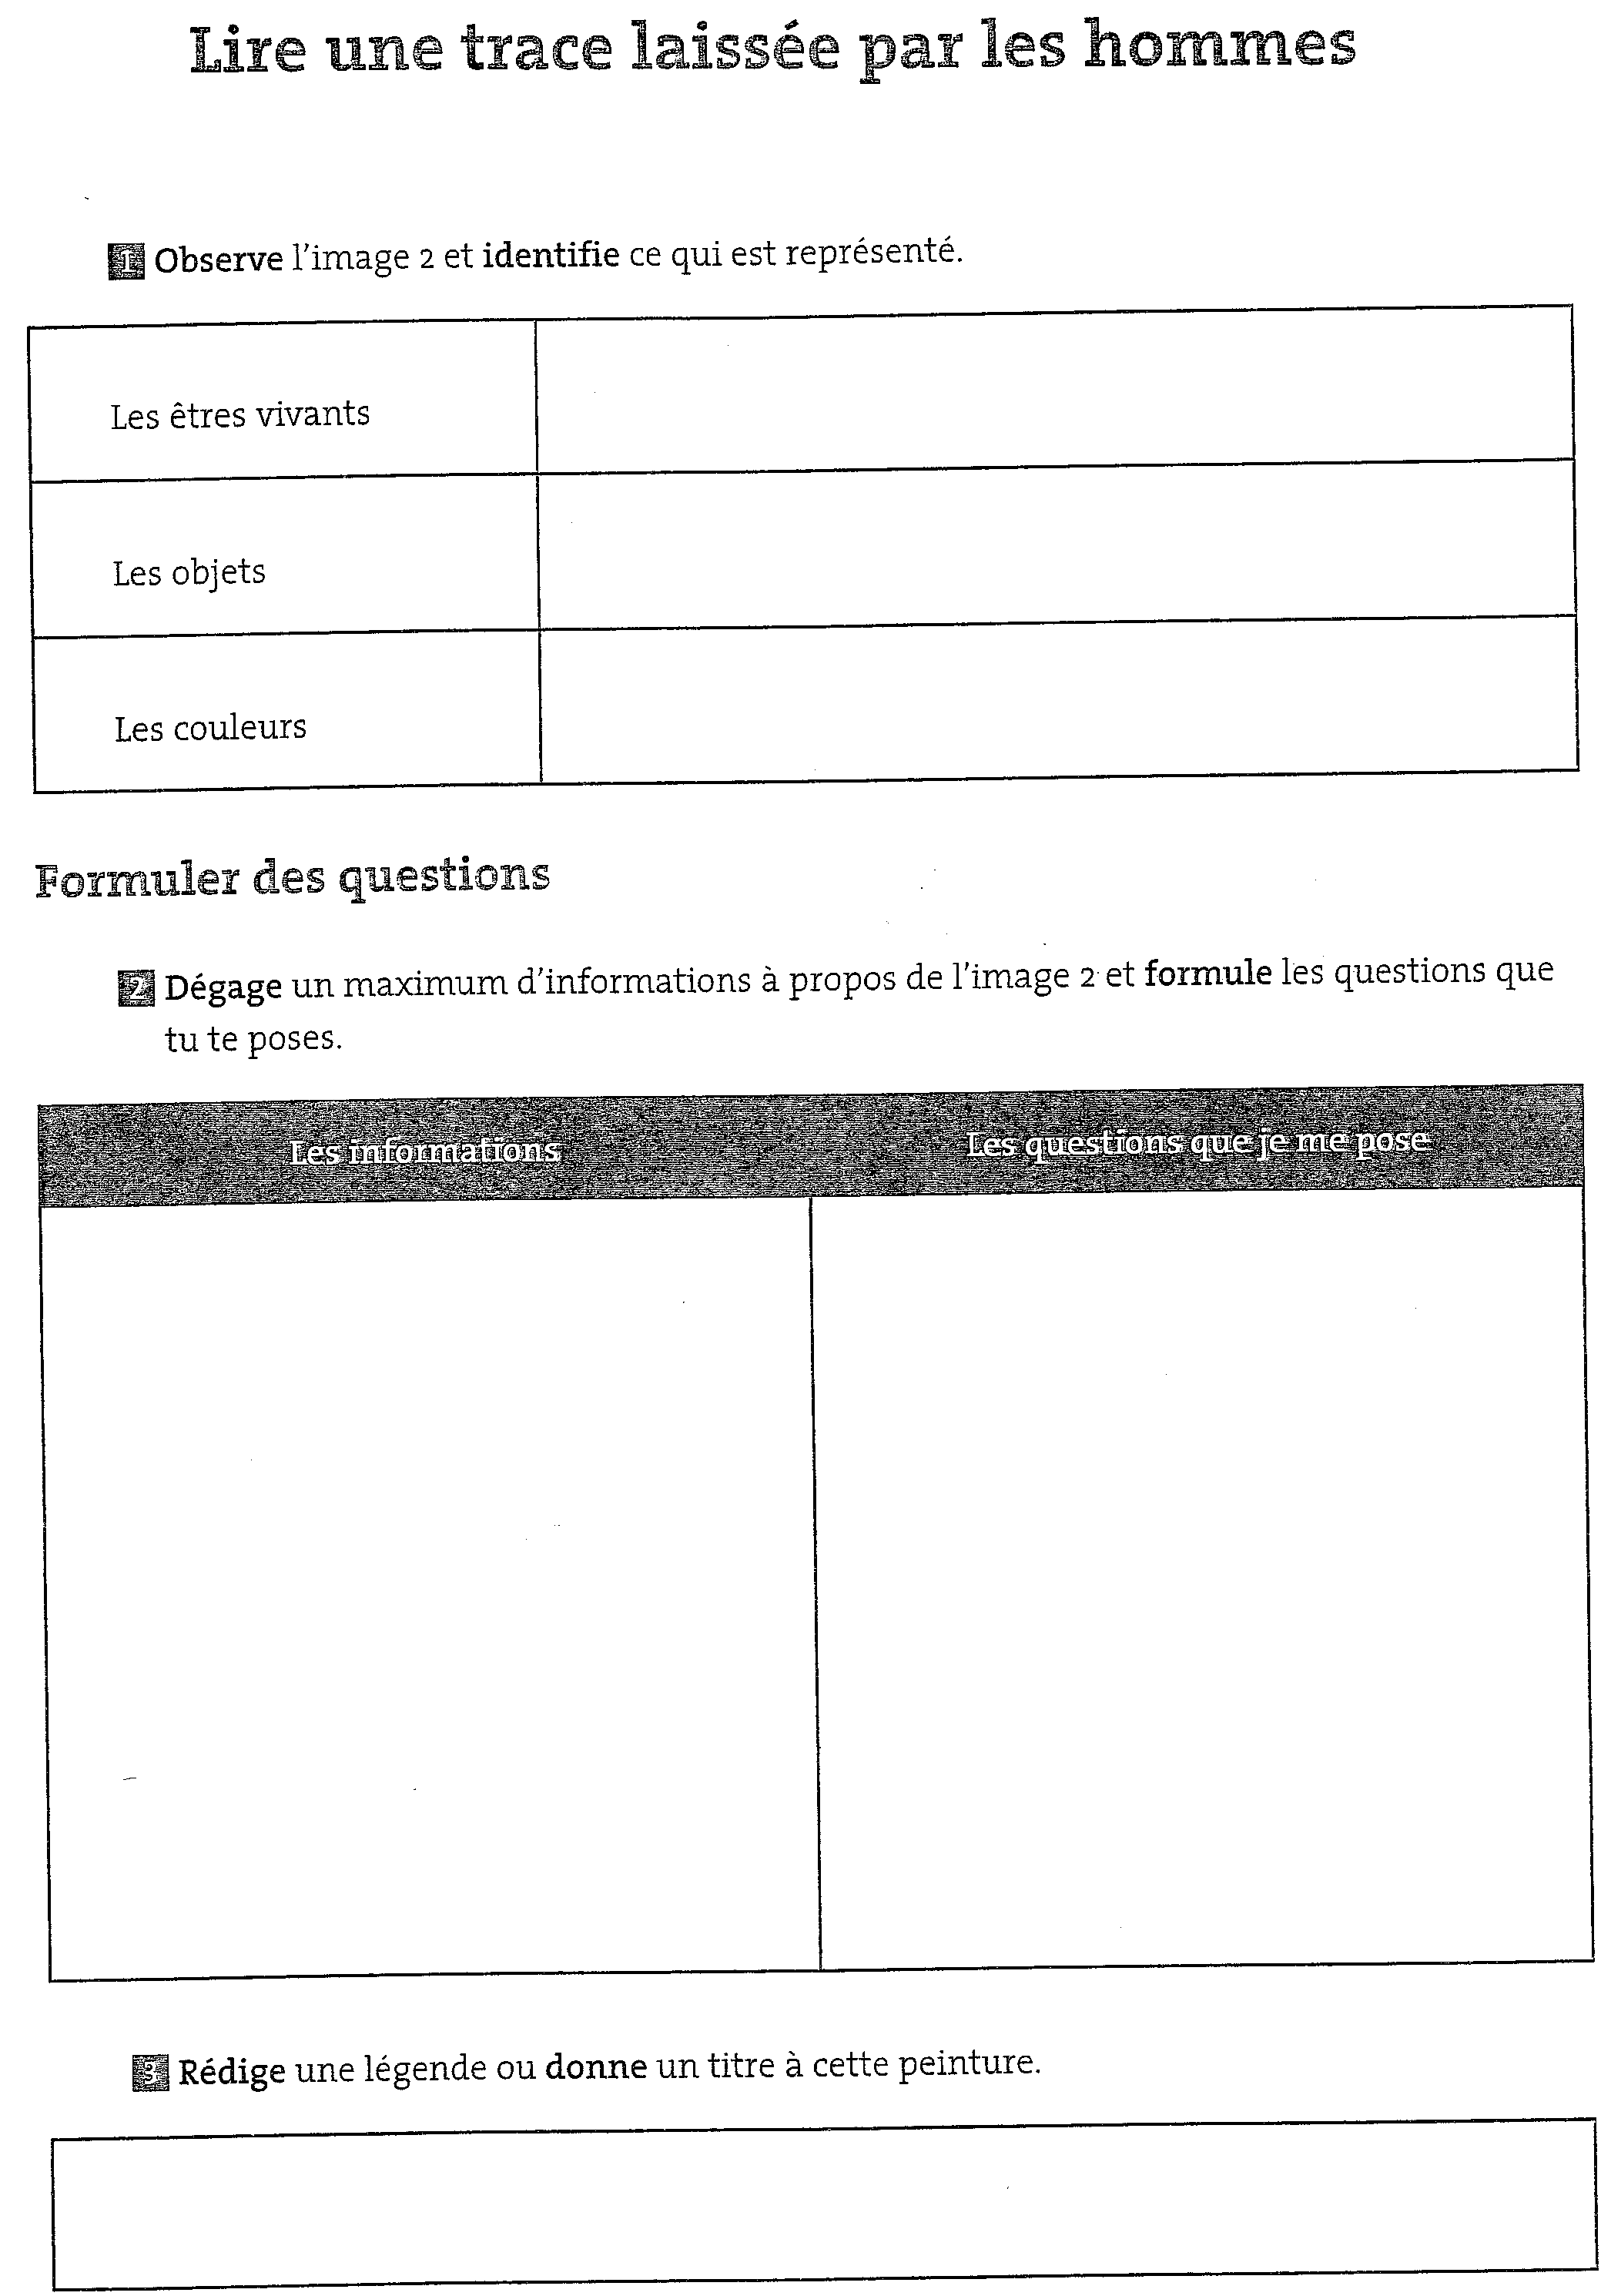 Lire une trace laissée par les hommes
1 Observe l'image 2 et identifie ce qui est représenté.
Les êtres vivants
Les objets
Les couleurs
Formuler des questions
2 Dégage un maximum d'informations à propos de l'image 2 et formule les questions que
tu te poses.
Les informations
Les questions que je me pose
3 Rédige une légende ou donne un titre à cette peinture.